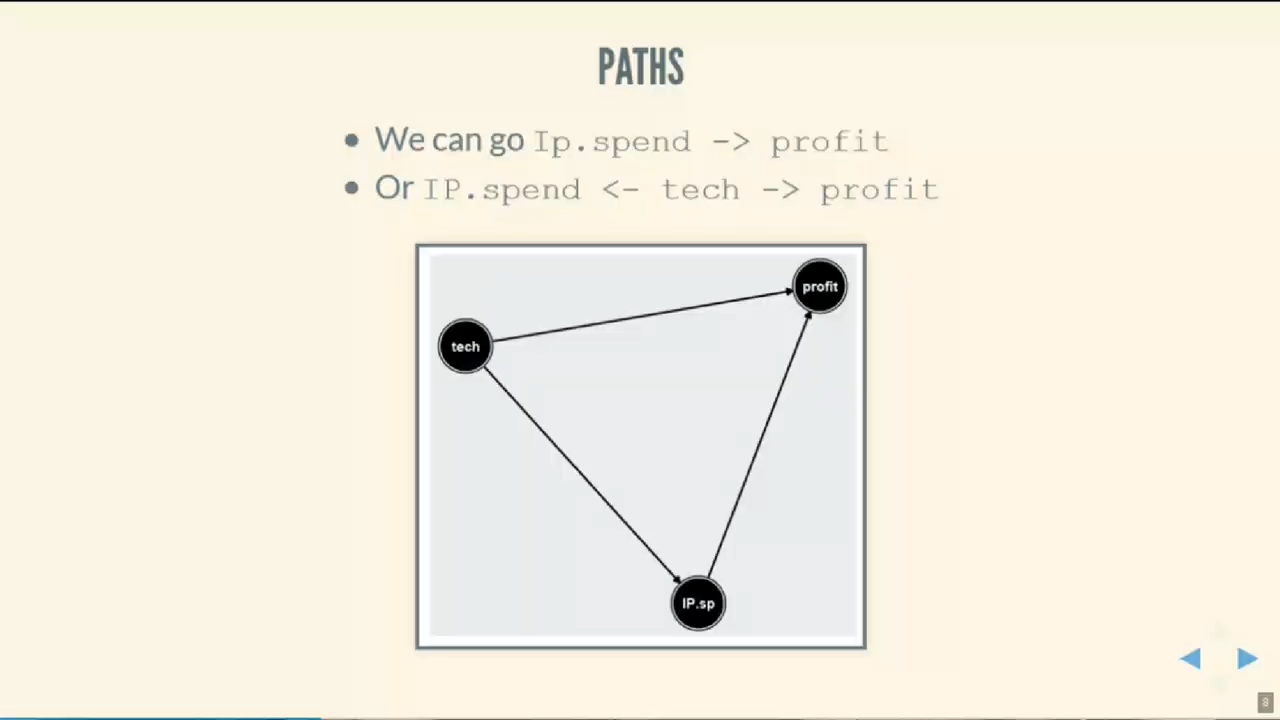 PATHS
We can go Ip.spend -> profit
Or IP.spend <- tech -> profit
profit
tech
IP.sp